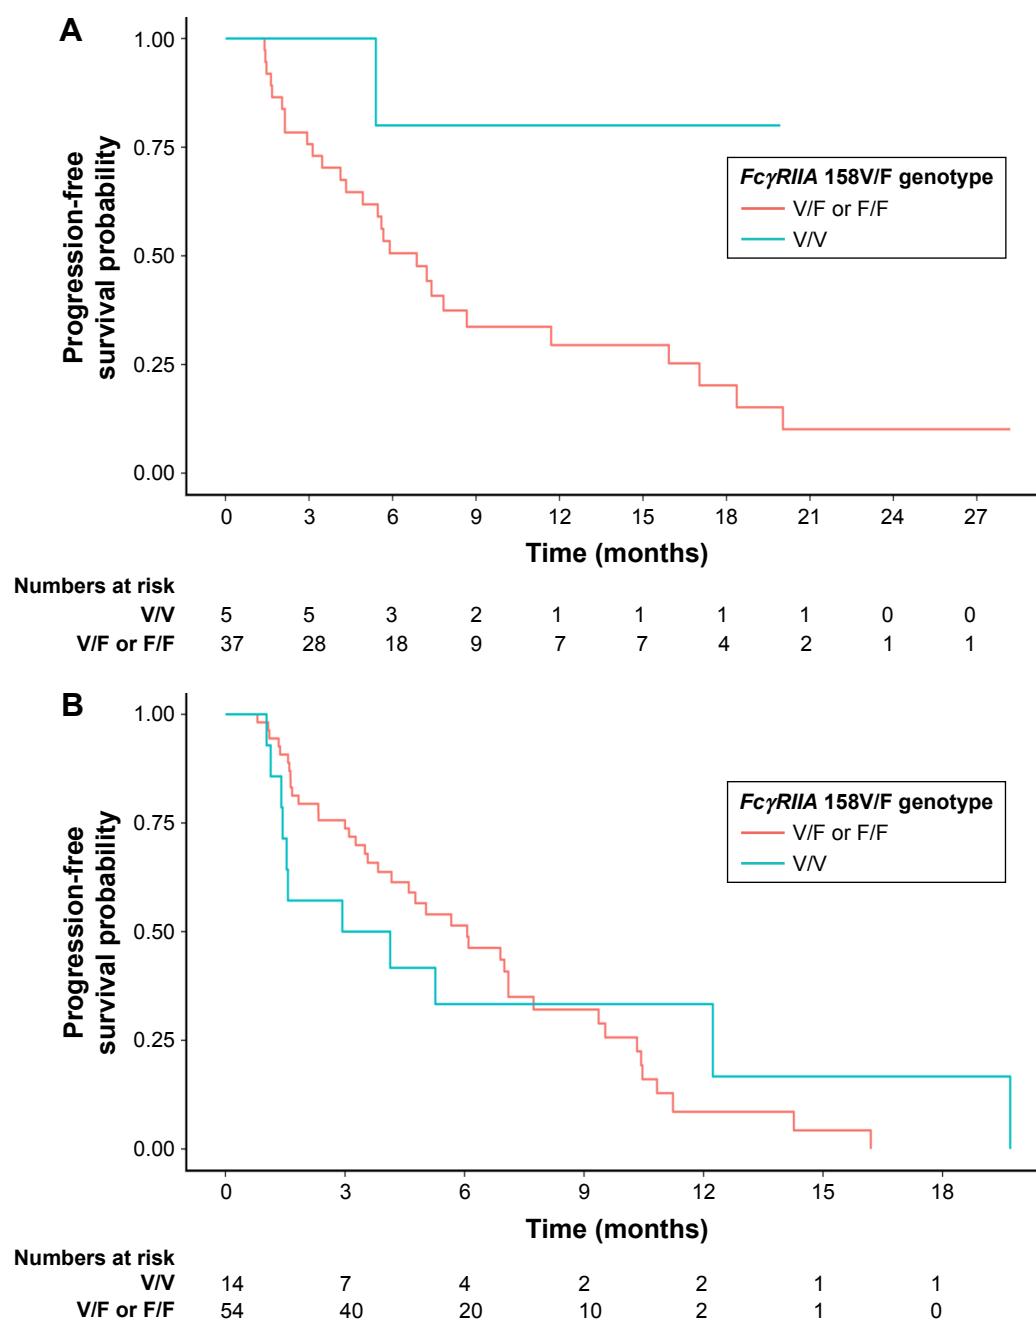 A
Progression-free
survival probability
1.00
0.75
0.50
0.25
0.00
FcγRIIA 158V/F genotype
V/F or F/F
V/V
0 3 6 9 12 15 18 21 24 27
Time (months)
Numbers at risk
V/V 5 5 3 2 1 1 1 1 0 0
V/F or F/F 37 28 18 9 7 7 4 2 1 1
B
Progression-free
survival probability
1.00
0.75
0.50
0.25
0.00
FcγRIIA 158V/F genotype
V/F or F/F
V/V
0 3 6 9 12 15 18
Time (months)
Numbers at risk
V/V 14 7 4 2 2 1 1
V/F or F/F 54 40 20 10 2 1 0